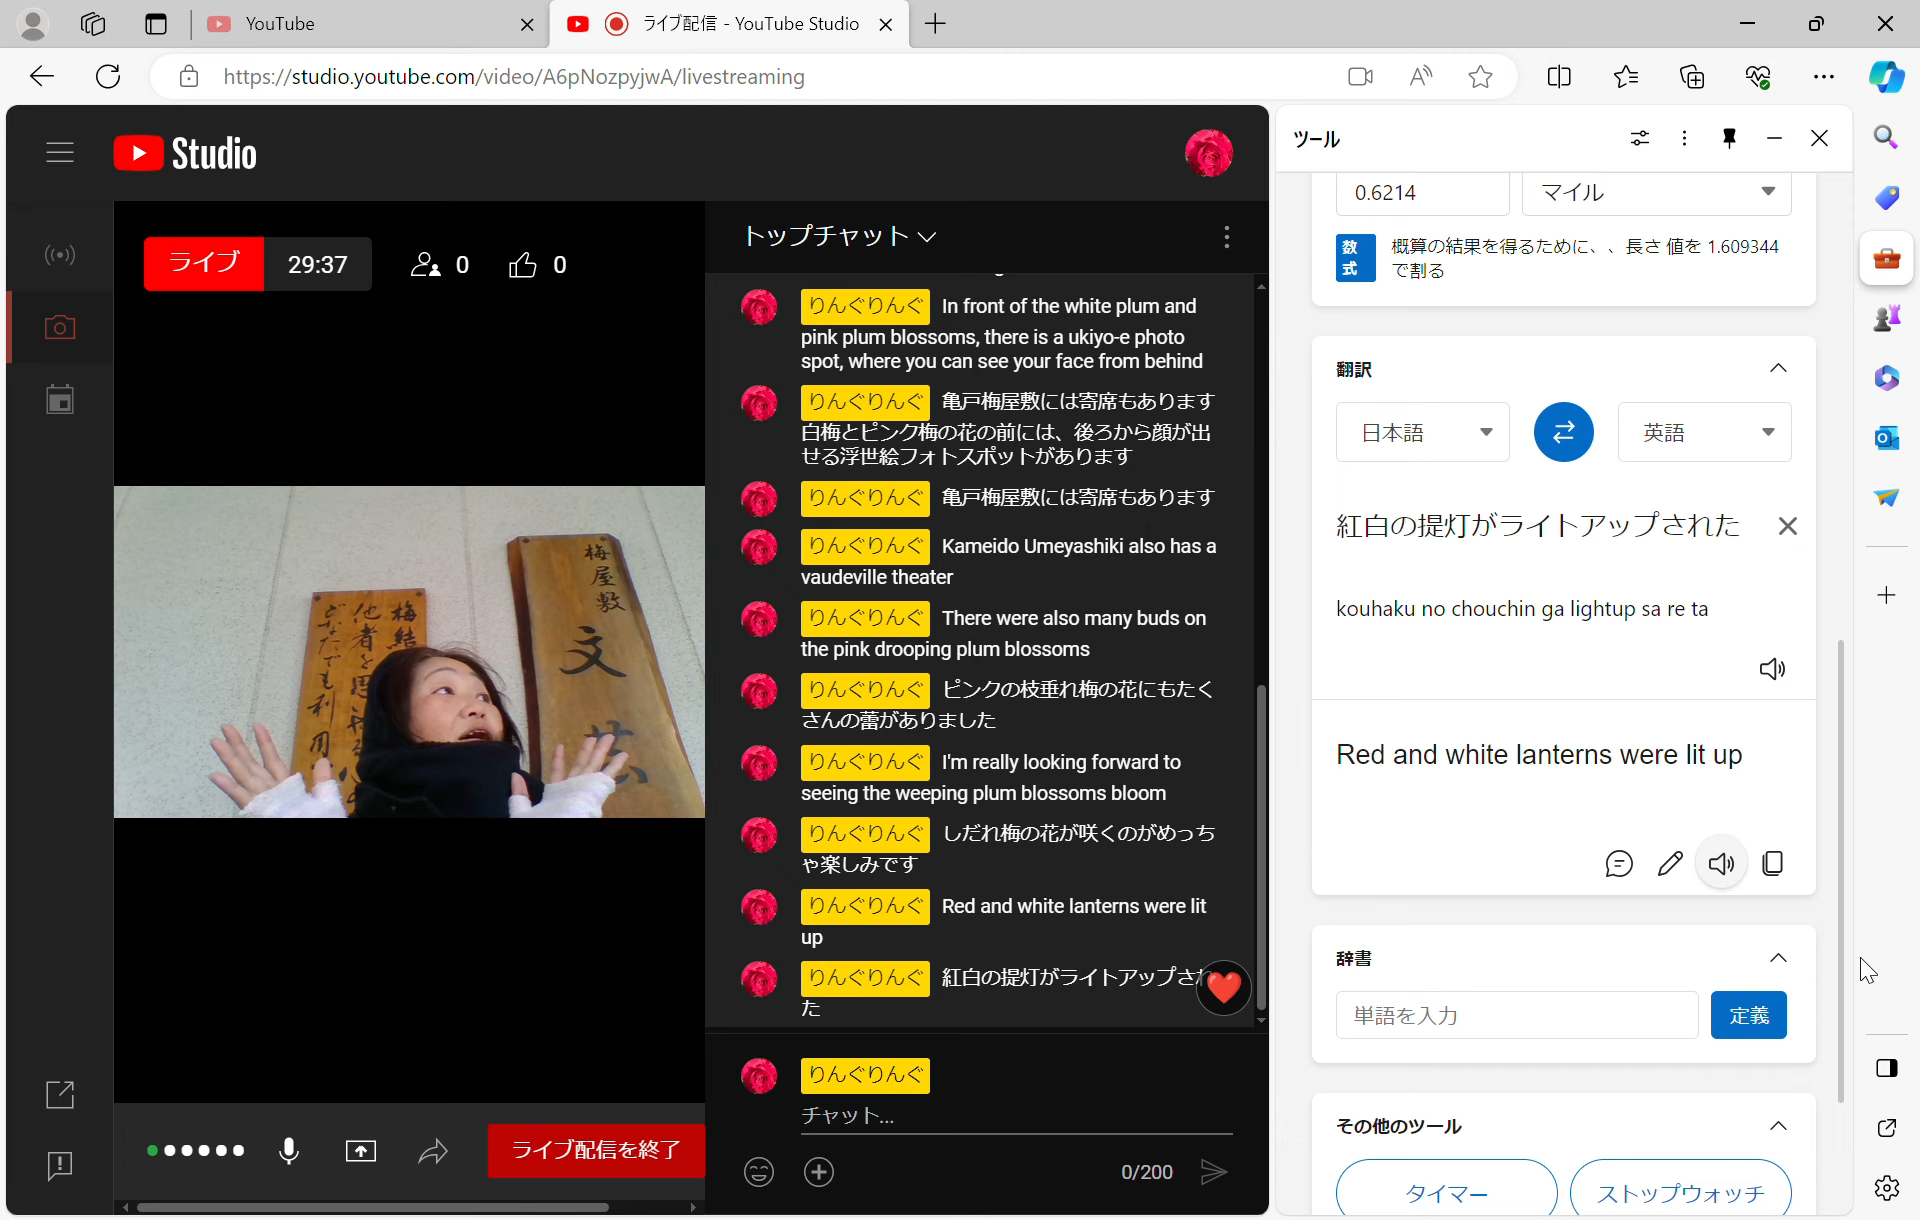 YouTube
ライブ配信 - YouTube Studio
https://studio.youtube.com/video/A6pNozpyjwA/livestreaming
Studio
ライブ
29:37
0
0
梅屋敷
文芸
どなたでも利用
トップチャット
りんぐりんぐ In front of the white plum and
pink plum blossoms, there is a ukiyo-e photo
spot, where you can see your face from behind
りんぐりんぐ 亀戸梅屋敷には寄席もあります
白梅とピンク梅の花の前には、後ろから顔が出
せる浮世絵フォトスポットがあります
りんぐりんぐ 亀戸梅屋敷には寄席もあります
りんぐりんぐ Kameido Umeyashiki also has a
vaudeville theater
りんぐりんぐ There were also many buds on
the pink drooping plum blossoms
りんぐりんぐ ピンクの枝垂れ梅の花にもたく
さんの蕾がありました
りんぐりんぐ I'm really looking forward to
seeing the weeping plum blossoms bloom
りんぐりんぐ しだれ梅の花が咲くのがめっち
ゃ楽しみです
りんぐりんぐ Red and white lanterns were lit
up
りんぐりんぐ 紅白の提灯がライトアップされ
た
りんぐりんぐ
チャット...
0/200
ライブ配信を終了
ツール
0.6214
マイル
数式
概算の結果を得るために、、長さ 値を 1.609344
で割る
翻訳
日本語
英語
紅白の提灯がライトアップされた
kouhaku no chouchin ga lightup sa re ta
Red and white lanterns were lit up
辞書
単語を入力
定義
その他のツール
タイマー
ストップウォッチ